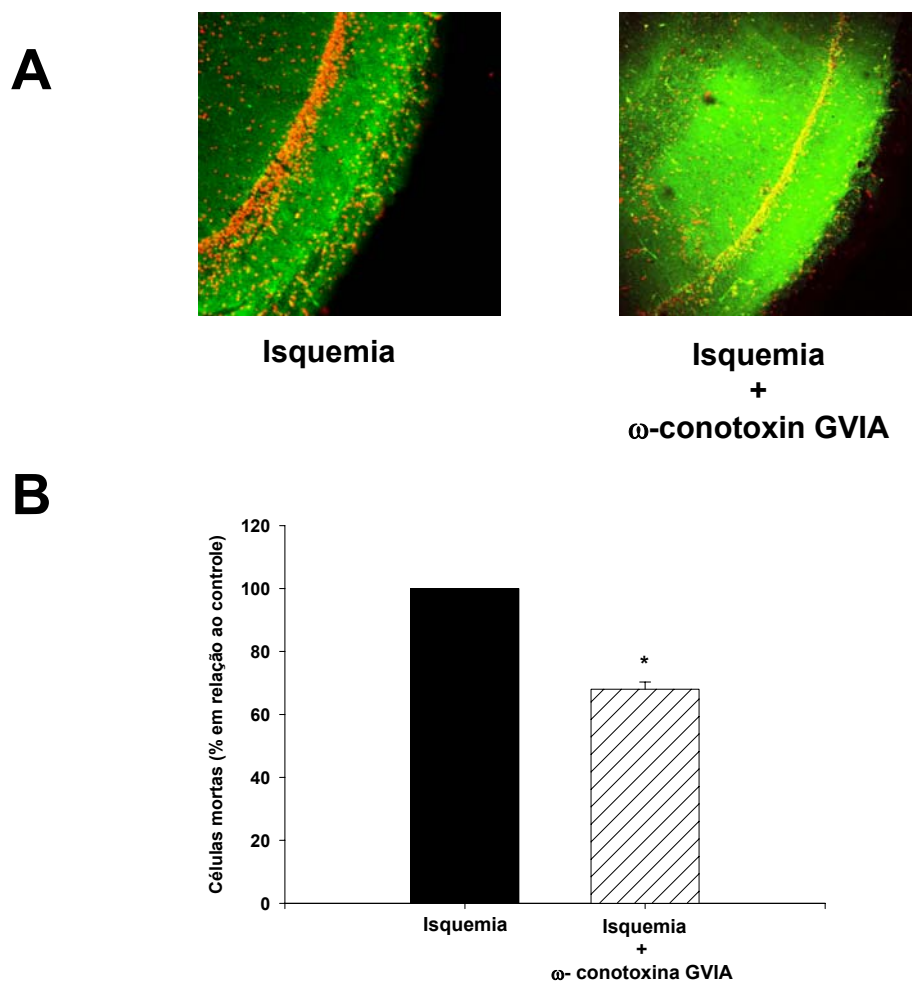 A
Isquemia
Isquemia
+
ω-conotoxin GVIA
B
Células mortas (% em relação ao controle)
120
100
80
60
40
20
0
*
Isquemia
Isquemia
+
ω- conotoxina GVIA